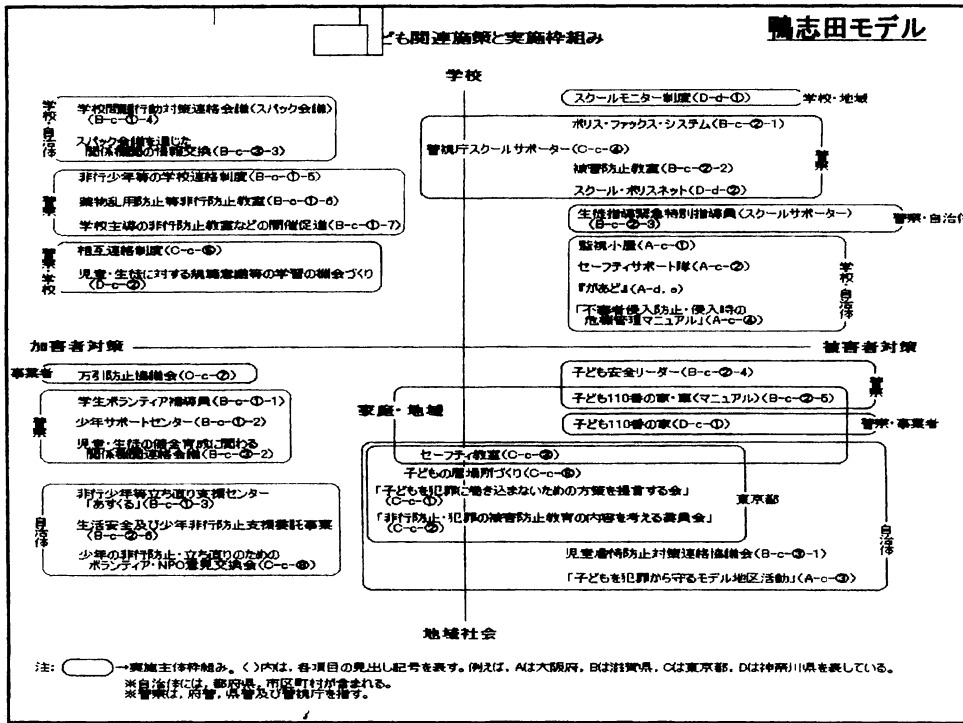 鴨志田モデル
ども関連施策と実施枠組み
学校
学校・自治体
学校問題行動対策連絡会議(スパック会議)
(B-c-①-4)
スパック会議を通じた
関係機関の情報交換(B-c-③-3)
警察
非行少年等の学校連絡制度(B-c-①-5)
薬物乱用防止等非行防止教室(B-c-①-6)
学校主導の非行防止教室などの開催促進(B-c-①-7)
警察・学校
相互連絡制度(C-c-⑤)
児童・生徒に対する規範意識等の学習の機会づくり
(D-c-②)
スクールモニター制度(D-d-①)
学校・地域
ポリス・ファックス・システム(B-c-②-1)
警視庁スクールサポーター(C-c-④)
被害防止教室(B-c-②-2)
スクール・ポリスネット(D-d-②)
警察
生徒指導緊急特別指導員(スクールサポーター)
(B-c-②-3)
警察・自治体
監視小屋(A-c-①)
セーフティサポート隊(A-c-②)
『があど』(A-d, e)
「不審者侵入防止・侵入時の
危機管理マニュアル」(A-c-④)
学校・自治体
加害者対策
被害者対策
事業者
万引防止協議会(C-c-⑦)
警察
学生ボランティア補導員(B-c-①-1)
少年サポートセンター(B-c-①-2)
児童・生徒の健全育成に関わる
関係機関連絡会議(B-c-③-2)
自治体
非行少年等立ち直り支援センター
「あすくる」(B-c-①-3)
生活安全及び少年非行防止支援委託事業
(B-c-②-6)
少年の非行防止・立ち直りのための
ボランティア・NPO意見交換会(C-c-⑧)
子ども安全リーダー(B-c-②-4)
家庭・地域
子ども110番の家・車(マニュアル)(B-c-②-5)
警察
子ども110番の家(D-c-①)
警察・事業者
セーフティ教室(C-c-③)
子どもの居場所づくり(C-c-⑥)
「子どもを犯罪に巻き込まないための方策を提言する会」
(C-c-①)
「非行防止・犯罪の被害防止教育の内容を考える委員会」
(C-c-②)
東京都
児童虐待防止対策連絡協議会(B-c-③-1)
「子どもを犯罪から守るモデル地区活動」(A-c-③)
自治体
地域社会
注: →実施主体枠組み。()内は、各項目の見出し記号を表す。例えば、Aは大阪府、Bは滋賀県、Cは東京都、Dは神奈川県を表している。
※自治体には、都府県、市区町村が含まれる。
※警察は、府警、県警及び警視庁を指す。